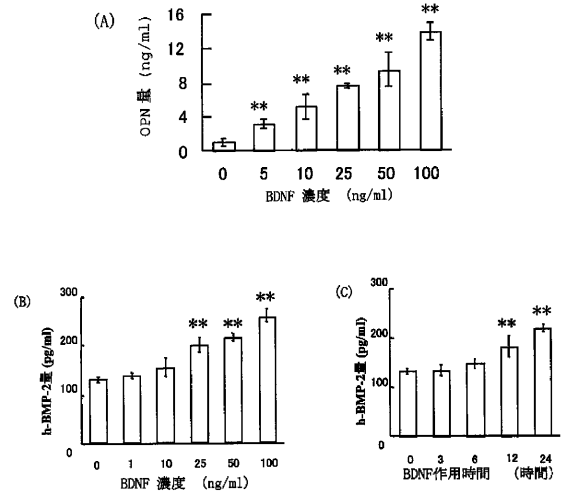 (A)
OPN 量 (ng/ml)
16
12
8
4
0
** ** ** ** **
0 5 10 25 50 100
BDNF 濃度 (ng/ml)
(B)
h-BMP-2量(pg/ml)
300
200
100
0
** ** **
0 1 10 25 50 100
BDNF 濃度 (ng/ml)
(C)
h-BMP-2量(pg/ml)
300
200
100
0
** **
0 3 6 12 24
BDNF作用時間 (時間)